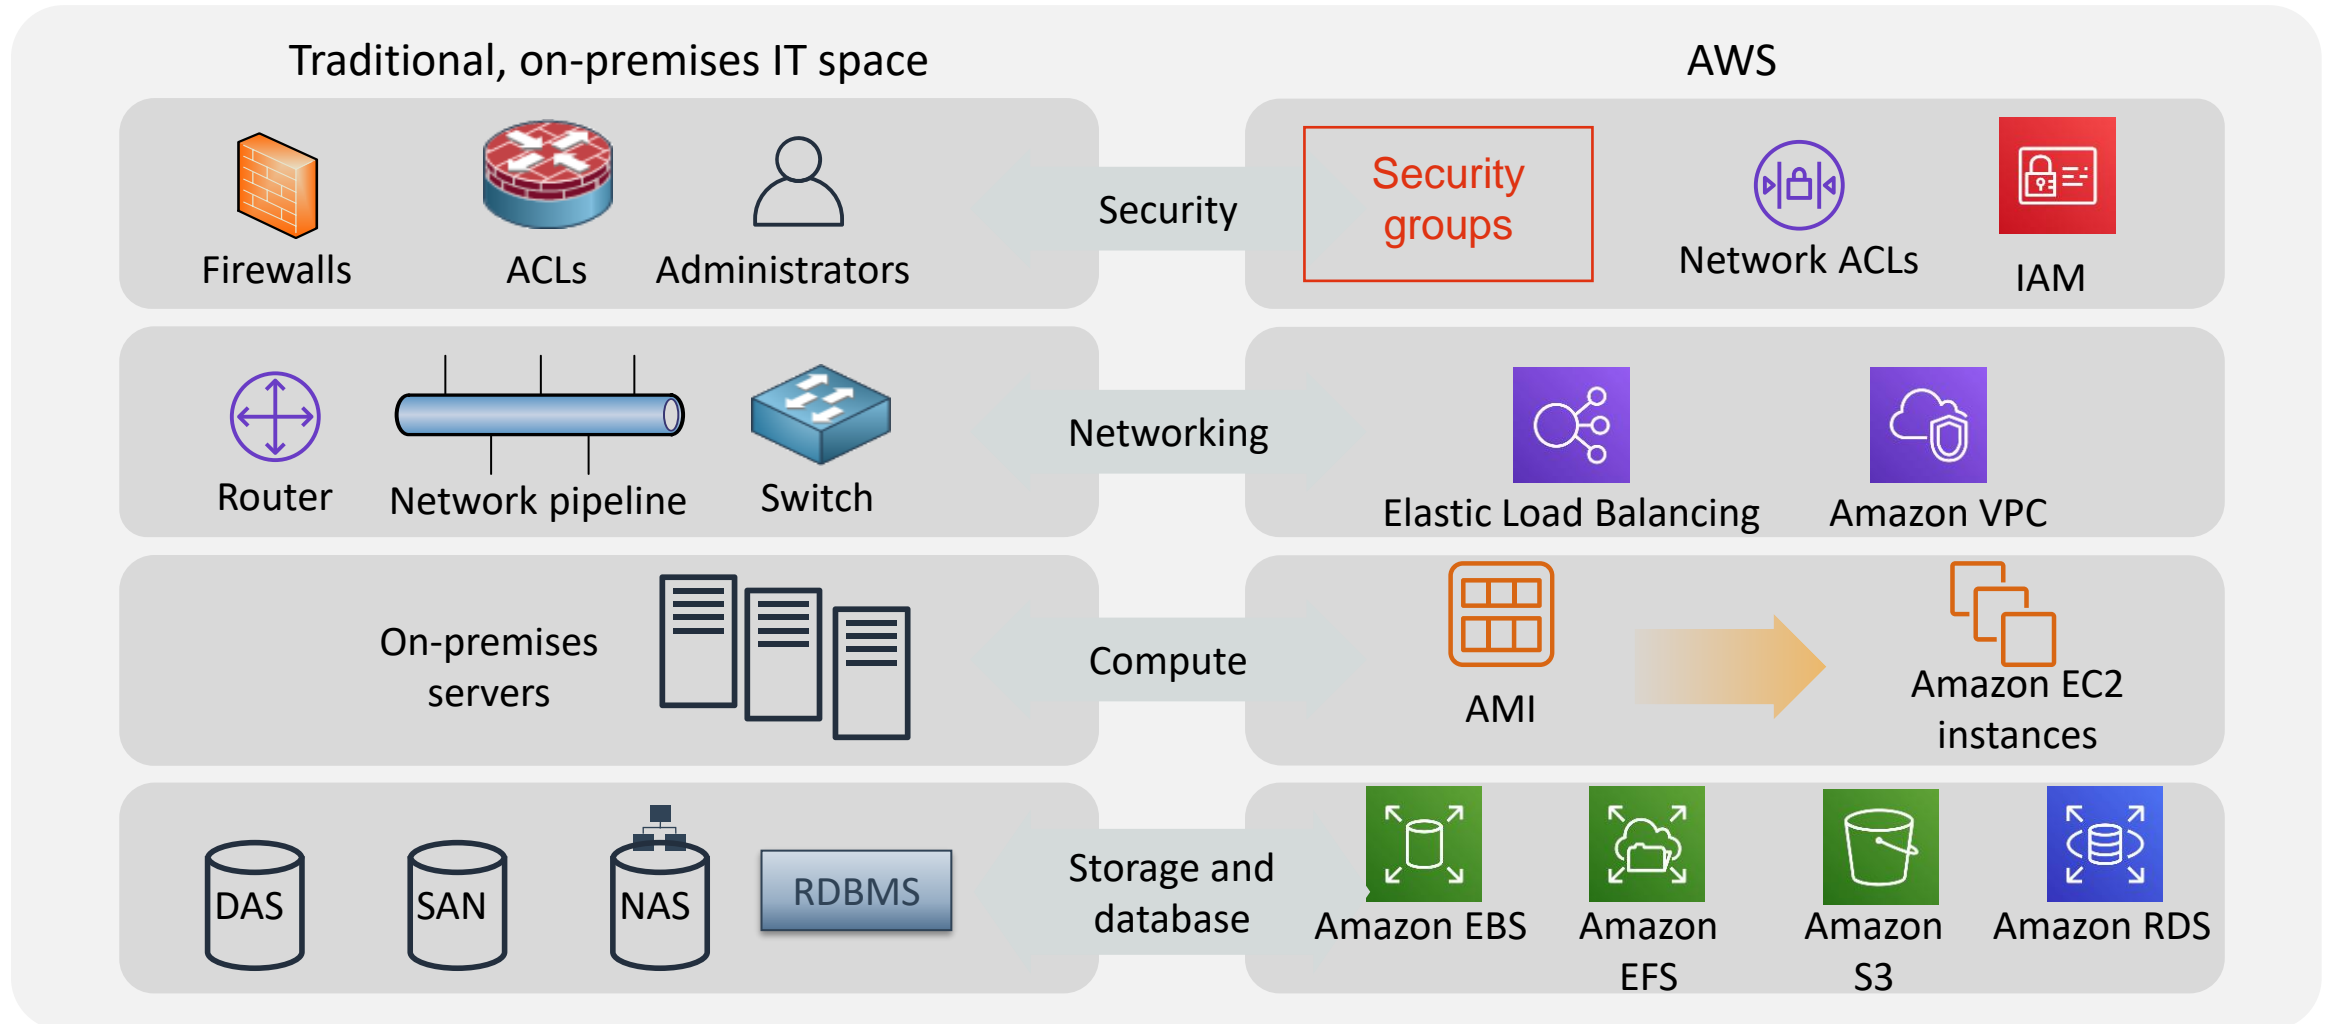 Traditional, on-premises IT space
AWS
Firewalls
ACLs
Administrators
Security
Security
groups
Network ACLs
IAM
Router
Network pipeline
Switch
Networking
Elastic Load Balancing
Amazon VPC
On-premises
servers
Compute
AMI
Amazon EC2
instances
DAS
SAN
NAS
RDBMS
Storage and
database
Amazon EBS
Amazon
EFS
Amazon
S3
Amazon RDS